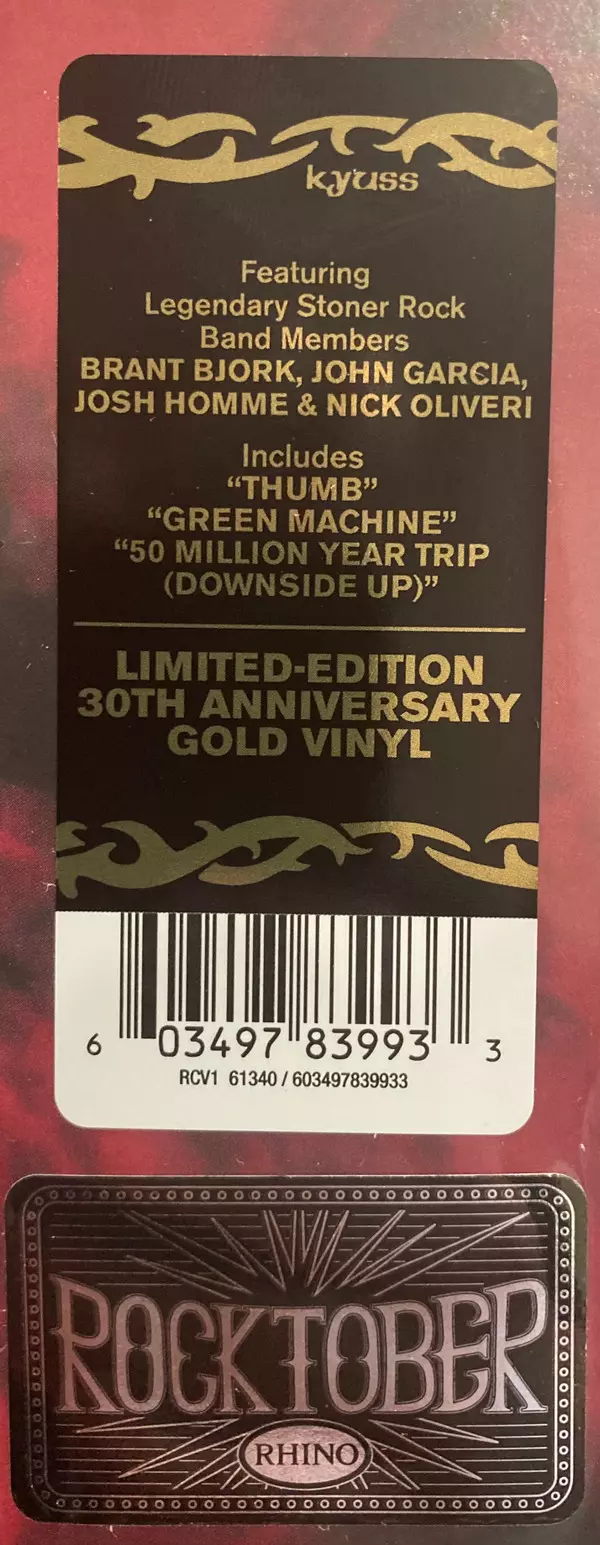 kyuss
Featuring
Legendary Stoner Rock
Band Members
BRANT BJORK, JOHN GARCIA,
JOSH HOMME & NICK OLIVERI
Includes
“THUMB”
“GREEN MACHINE”
“50 MILLION YEAR TRIP
(DOWNSIDE UP)”
LIMITED-EDITION
30TH ANNIVERSARY
GOLD VINYL
6 03497 83993 3
RCV1 61340 / 603497839933
ROCKTOBER
RHINO